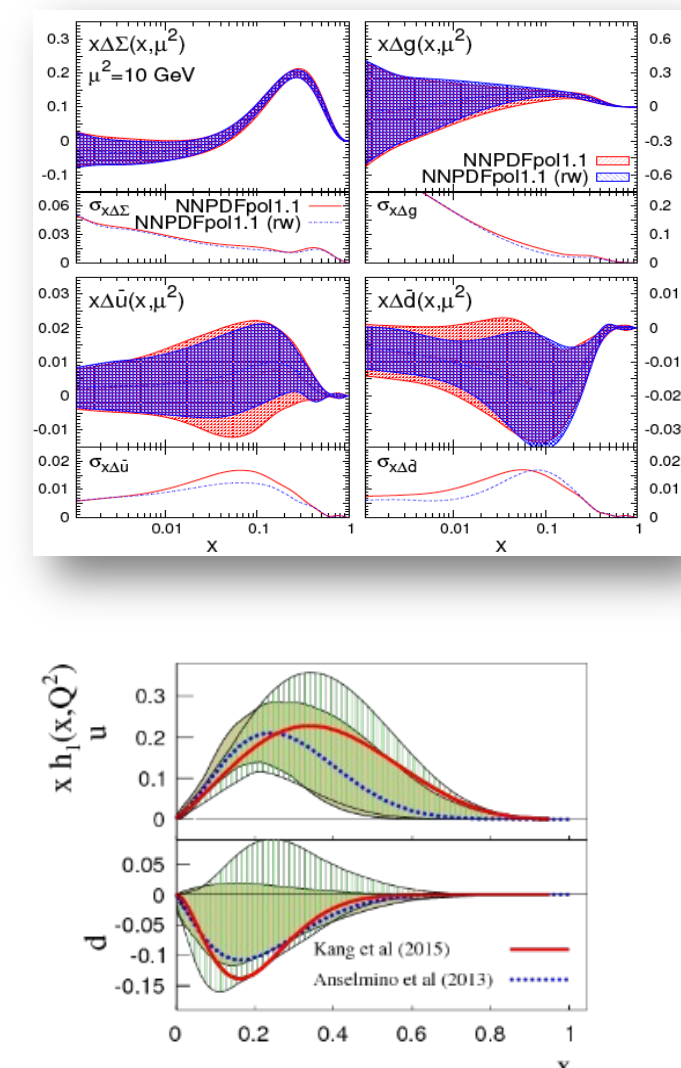 xΔΣ(x,μ²)
μ²=10 GeV
0.3
0.2
0.1
0
-0.1
xΔg(x,μ²)
0.6
0.3
0
-0.3
-0.6
NNPDFpol1.1
NNPDFpol1.1 (rw)
σxΔΣ
NNPDFpol1.1
NNPDFpol1.1 (rw)
0.06
0.03
0
σxΔg
0.2
0.1
0
xΔū(x,μ²)
0.03
0.02
0.01
0
-0.01
xΔd̄(x,μ²)
0.01
0
-0.01
-0.02
-0.03
σxΔū
0.02
0.01
0
σxΔd̄
0.02
0.01
0
0.01 0.1 1
0.01 0.1 1
x x
x h₁(x,Q²)
u
0.3
0.2
0.1
0
d
0.05
0
-0.05
-0.1
-0.15
Kang et al (2015)
Anselmino et al (2013)
0 0.2 0.4 0.6 0.8 1
x